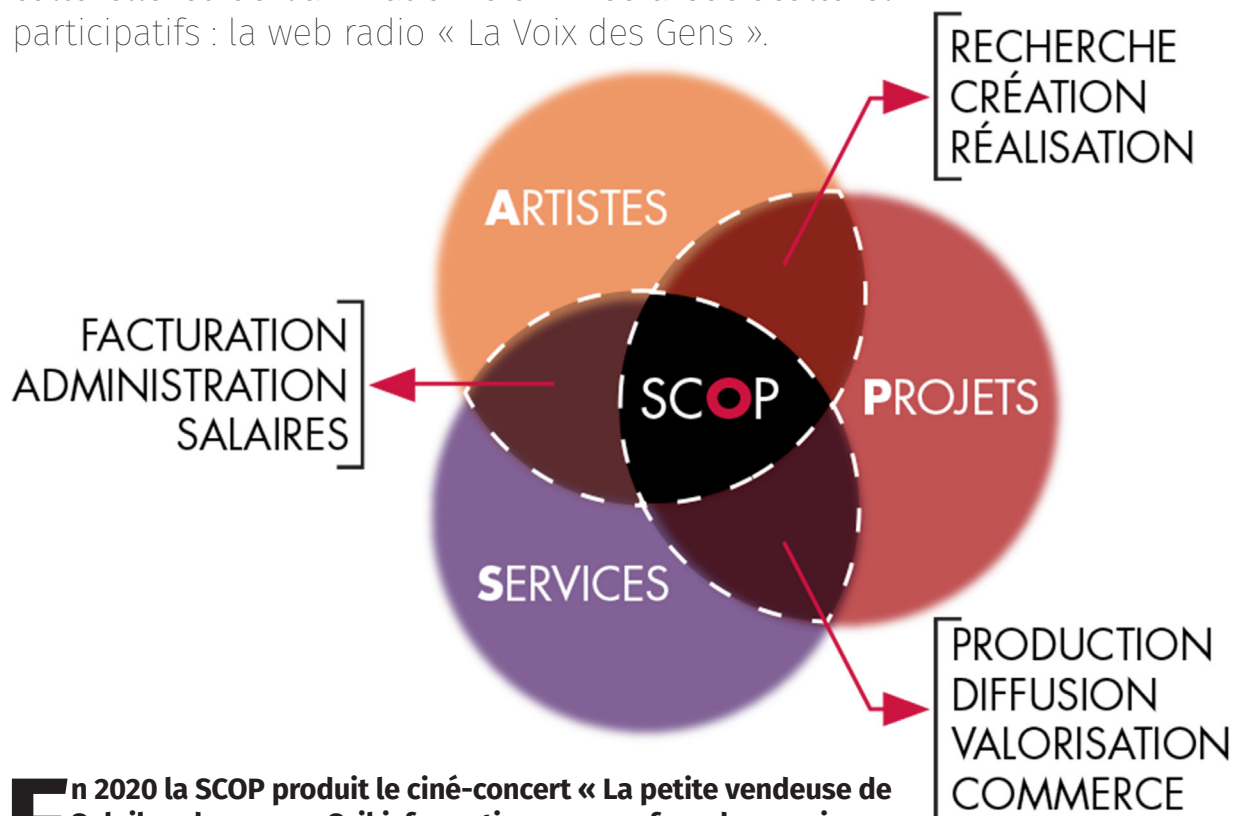 participatifs : la web radio « La Voix des Gens ».
RECHERCHE
CRÉATION
RÉALISATION
ARTISTES
FACTURATION
ADMINISTRATION
SALAIRES
SCOP
PROJETS
SERVICES
PRODUCTION
DIFFUSION
VALORISATION
COMMERCE
En 2020 la SCOP produit le ciné-concert « La petite vendeuse de